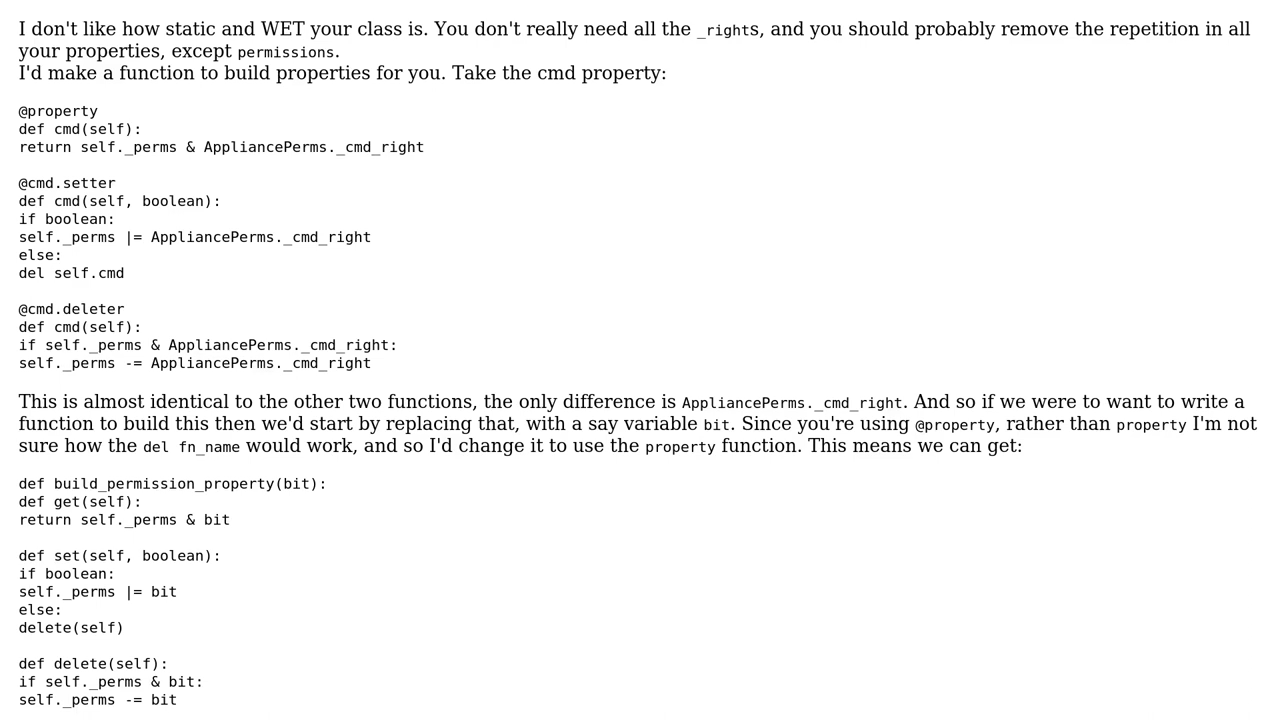 I don't like how static and WET your class is. You don't really need all the _rights, and you should probably remove the repetition in all
your properties, except permissions.
I'd make a function to build properties for you. Take the cmd property:
@property
def cmd(self):
return self._perms & AppliancePerms._cmd_right
@cmd.setter
def cmd(self, boolean):
if boolean:
self._perms |= AppliancePerms._cmd_right
else:
del self.cmd
@cmd.deleter
def cmd(self):
if self._perms & AppliancePerms._cmd_right:
self._perms -= AppliancePerms._cmd_right
This is almost identical to the other two functions, the only difference is AppliancePerms._cmd_right. And so if we were to want to write a
function to build this then we'd start by replacing that, with a say variable bit. Since you're using @property, rather than property I'm not
sure how the del fn_name would work, and so I'd change it to use the property function. This means we can get:
def build_permission_property(bit):
def get(self):
return self._perms & bit
def set(self, boolean):
if boolean:
self._perms |= bit
else:
delete(self)
def delete(self):
if self._perms & bit:
self._perms -= bit